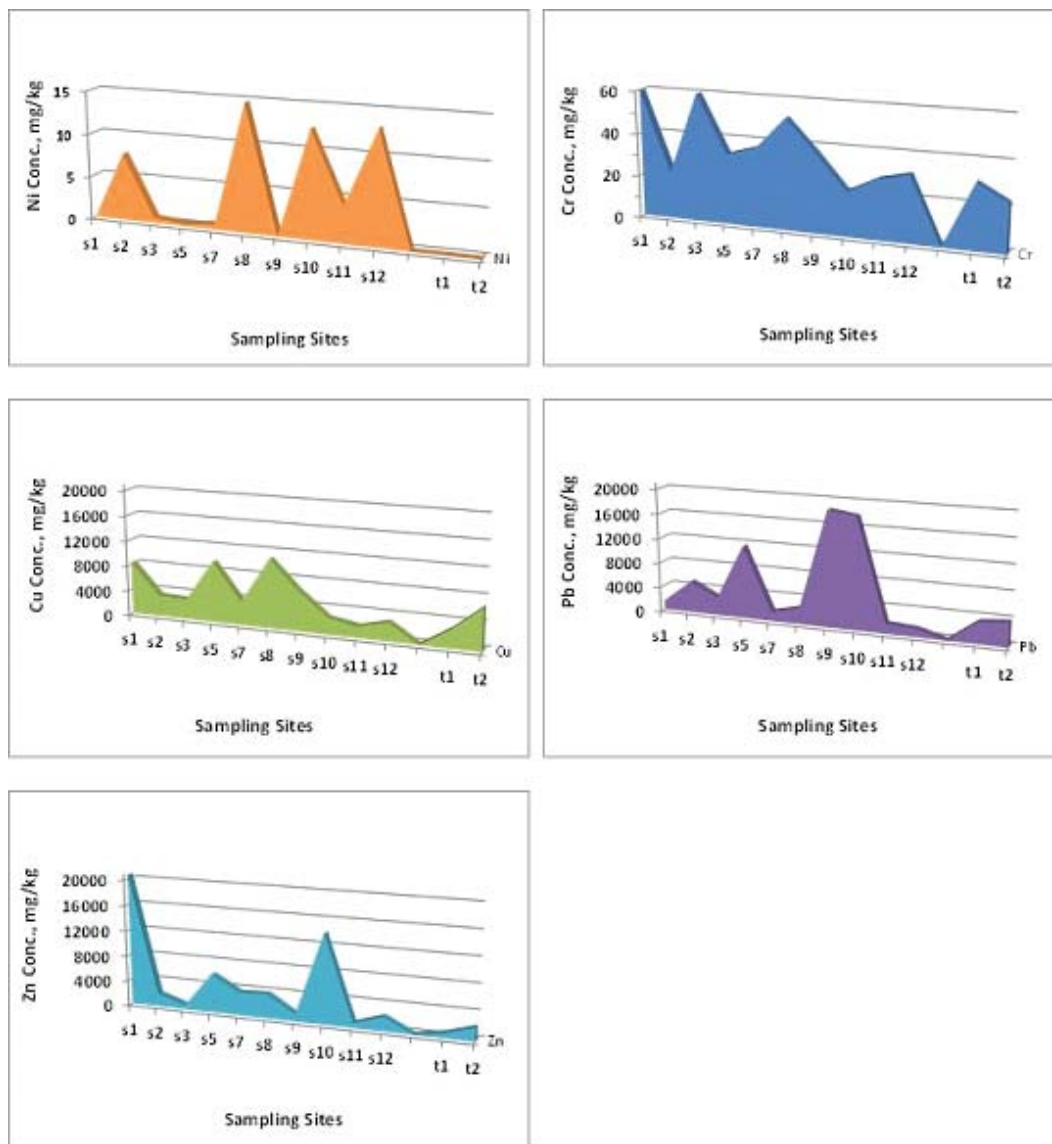 Ni Conc., mg/kg
15
10
5
0
s1 s2 s3 s5 s7 s8 s9 s10 s11 s12 t1 t2
Ni
Sampling Sites
Cr Conc., mg/kg
60
40
20
0
s1 s2 s3 s5 s7 s8 s9 s10 s11 s12 t1 t2
Cr
Sampling Sites
Cu Conc., mg/kg
20000
16000
12000
8000
4000
0
s1 s2 s3 s5 s7 s8 s9 s10 s11 s12 t1 t2
Cu
Sampling Sites
Pb Conc., mg/kg
20000
16000
12000
8000
4000
0
s1 s2 s3 s5 s7 s8 s9 s10 s11 s12 t1 t2
Pb
Sampling Sites
Zn Conc., mg/kg
20000
16000
12000
8000
4000
0
s1 s2 s3 s5 s7 s8 s9 s10 s11 s12 t1 t2
Zn
Sampling Sites